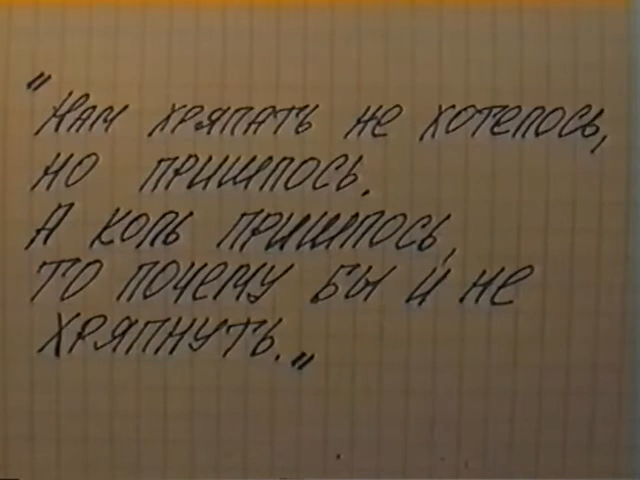 "Нам хряпать не хотелось,
но пришлось.
А коль пришлось,
то почему бы и не
хряпнуть."